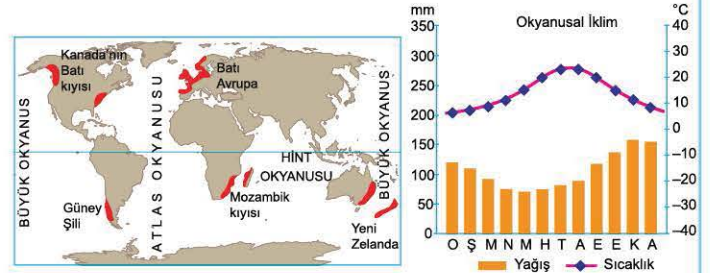 Kanada'nın
Batı
kıyısı
Batı
Avrupa
BÜYÜK OKYANUS
ATLAS OKYANUSU
HİNT
OKYANUSU
BÜYÜK OKYANUS
Mozambik
kıyısı
Güney
Şili
Yeni
Zelanda
mm
°C
Okyanusal İklim
350
300
250
200
150
100
50
00
40
30
20
10
0
−10
−20
−30
−40
O Ş M N M H T A E E K A
Yağış Sıcaklık